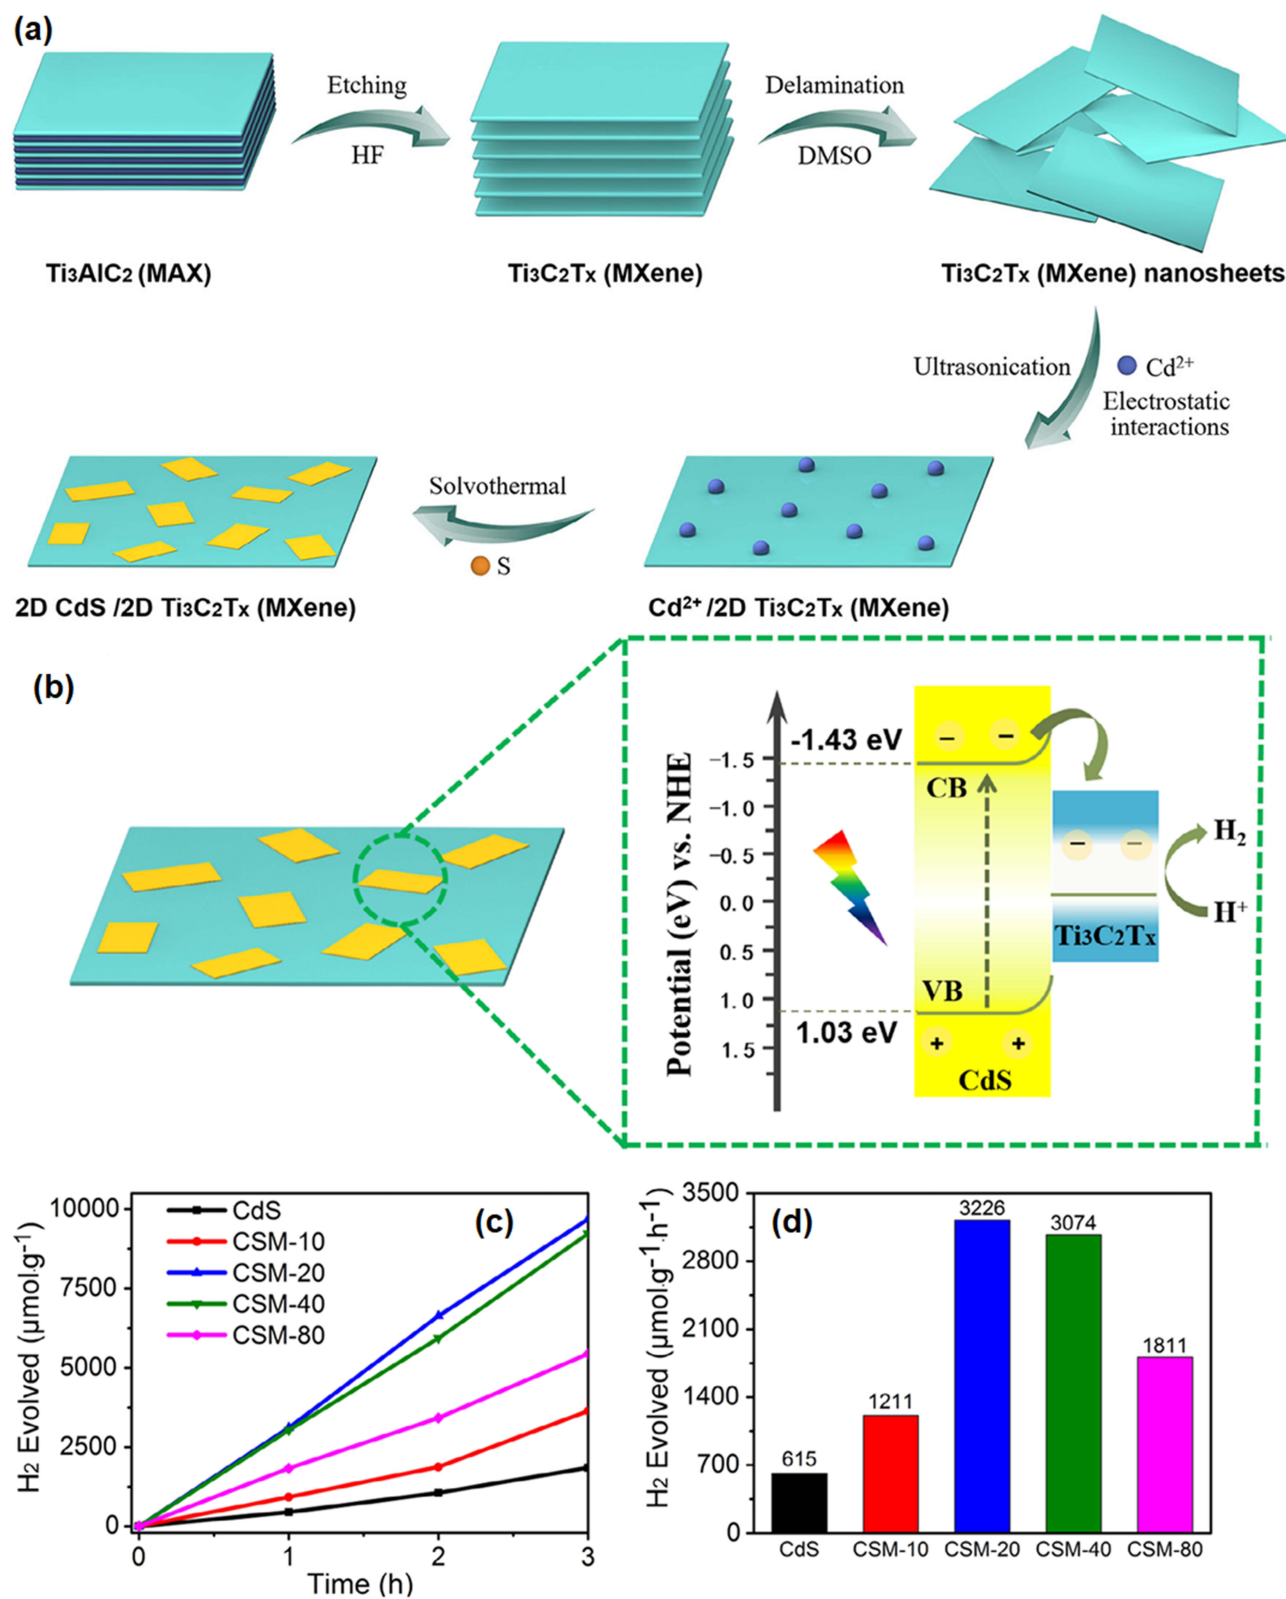 (a)
Etching
HF
Delamination
DMSO
Ti3AlC2 (MAX)
Ti3C2Tx (MXene)
Ti3C2Tx (MXene) nanosheets
Ultrasonication
Cd2+
Electrostatic
interactions
Solvothermal
S
2D CdS /2D Ti3C2Tx (MXene)
Cd2+ /2D Ti3C2Tx (MXene)
(b)
Potential (eV) vs. NHE
−1.5
−1.0
−0.5
0.0
0.5
1.0
1.5
-1.43 eV
1.03 eV
− −
CB
VB
+ +
CdS
− −
Ti3C2Tx
H2
H+
(c)
H2 Evolved (μmol.g-1)
10000
7500
5000
2500
0
CdS
CSM-10
CSM-20
CSM-40
CSM-80
0 1 2 3
Time (h)
(d)
H2 Evolved (μmol.g-1.h-1)
3500
2800
2100
1400
700
0
615
1211
3226
3074
1811
CdS CSM-10 CSM-20 CSM-40 CSM-80